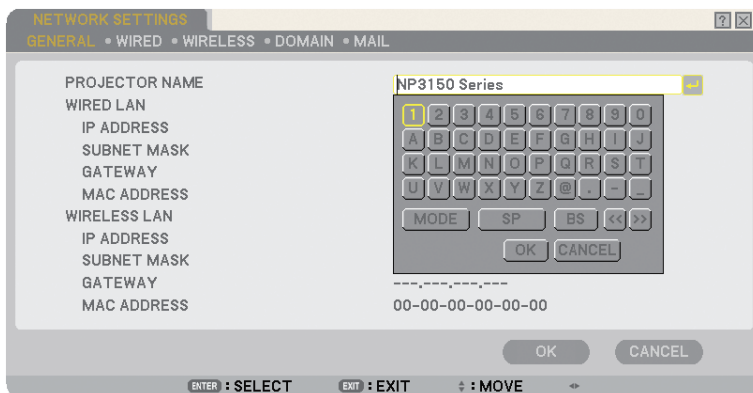 NETWORK SETTINGS
? ×
GENERAL • WIRED • WIRELESS • DOMAIN • MAIL
PROJECTOR NAME NP3150 Series
WIRED LAN
1 2 3 4 5 6 7 8 9 0
IP ADDRESS
A B C D E F G H I J
SUBNET MASK
K L M N O P Q R S T
GATEWAY
U V W X Y Z @ . - _
MAC ADDRESS
WIRELESS LAN
MODE SP BS << >>
IP ADDRESS
OK CANCEL
SUBNET MASK
GATEWAY ---.---.---.---
MAC ADDRESS 00-00-00-00-00-00
OK CANCEL
ENTER : SELECT EXIT : EXIT : MOVE